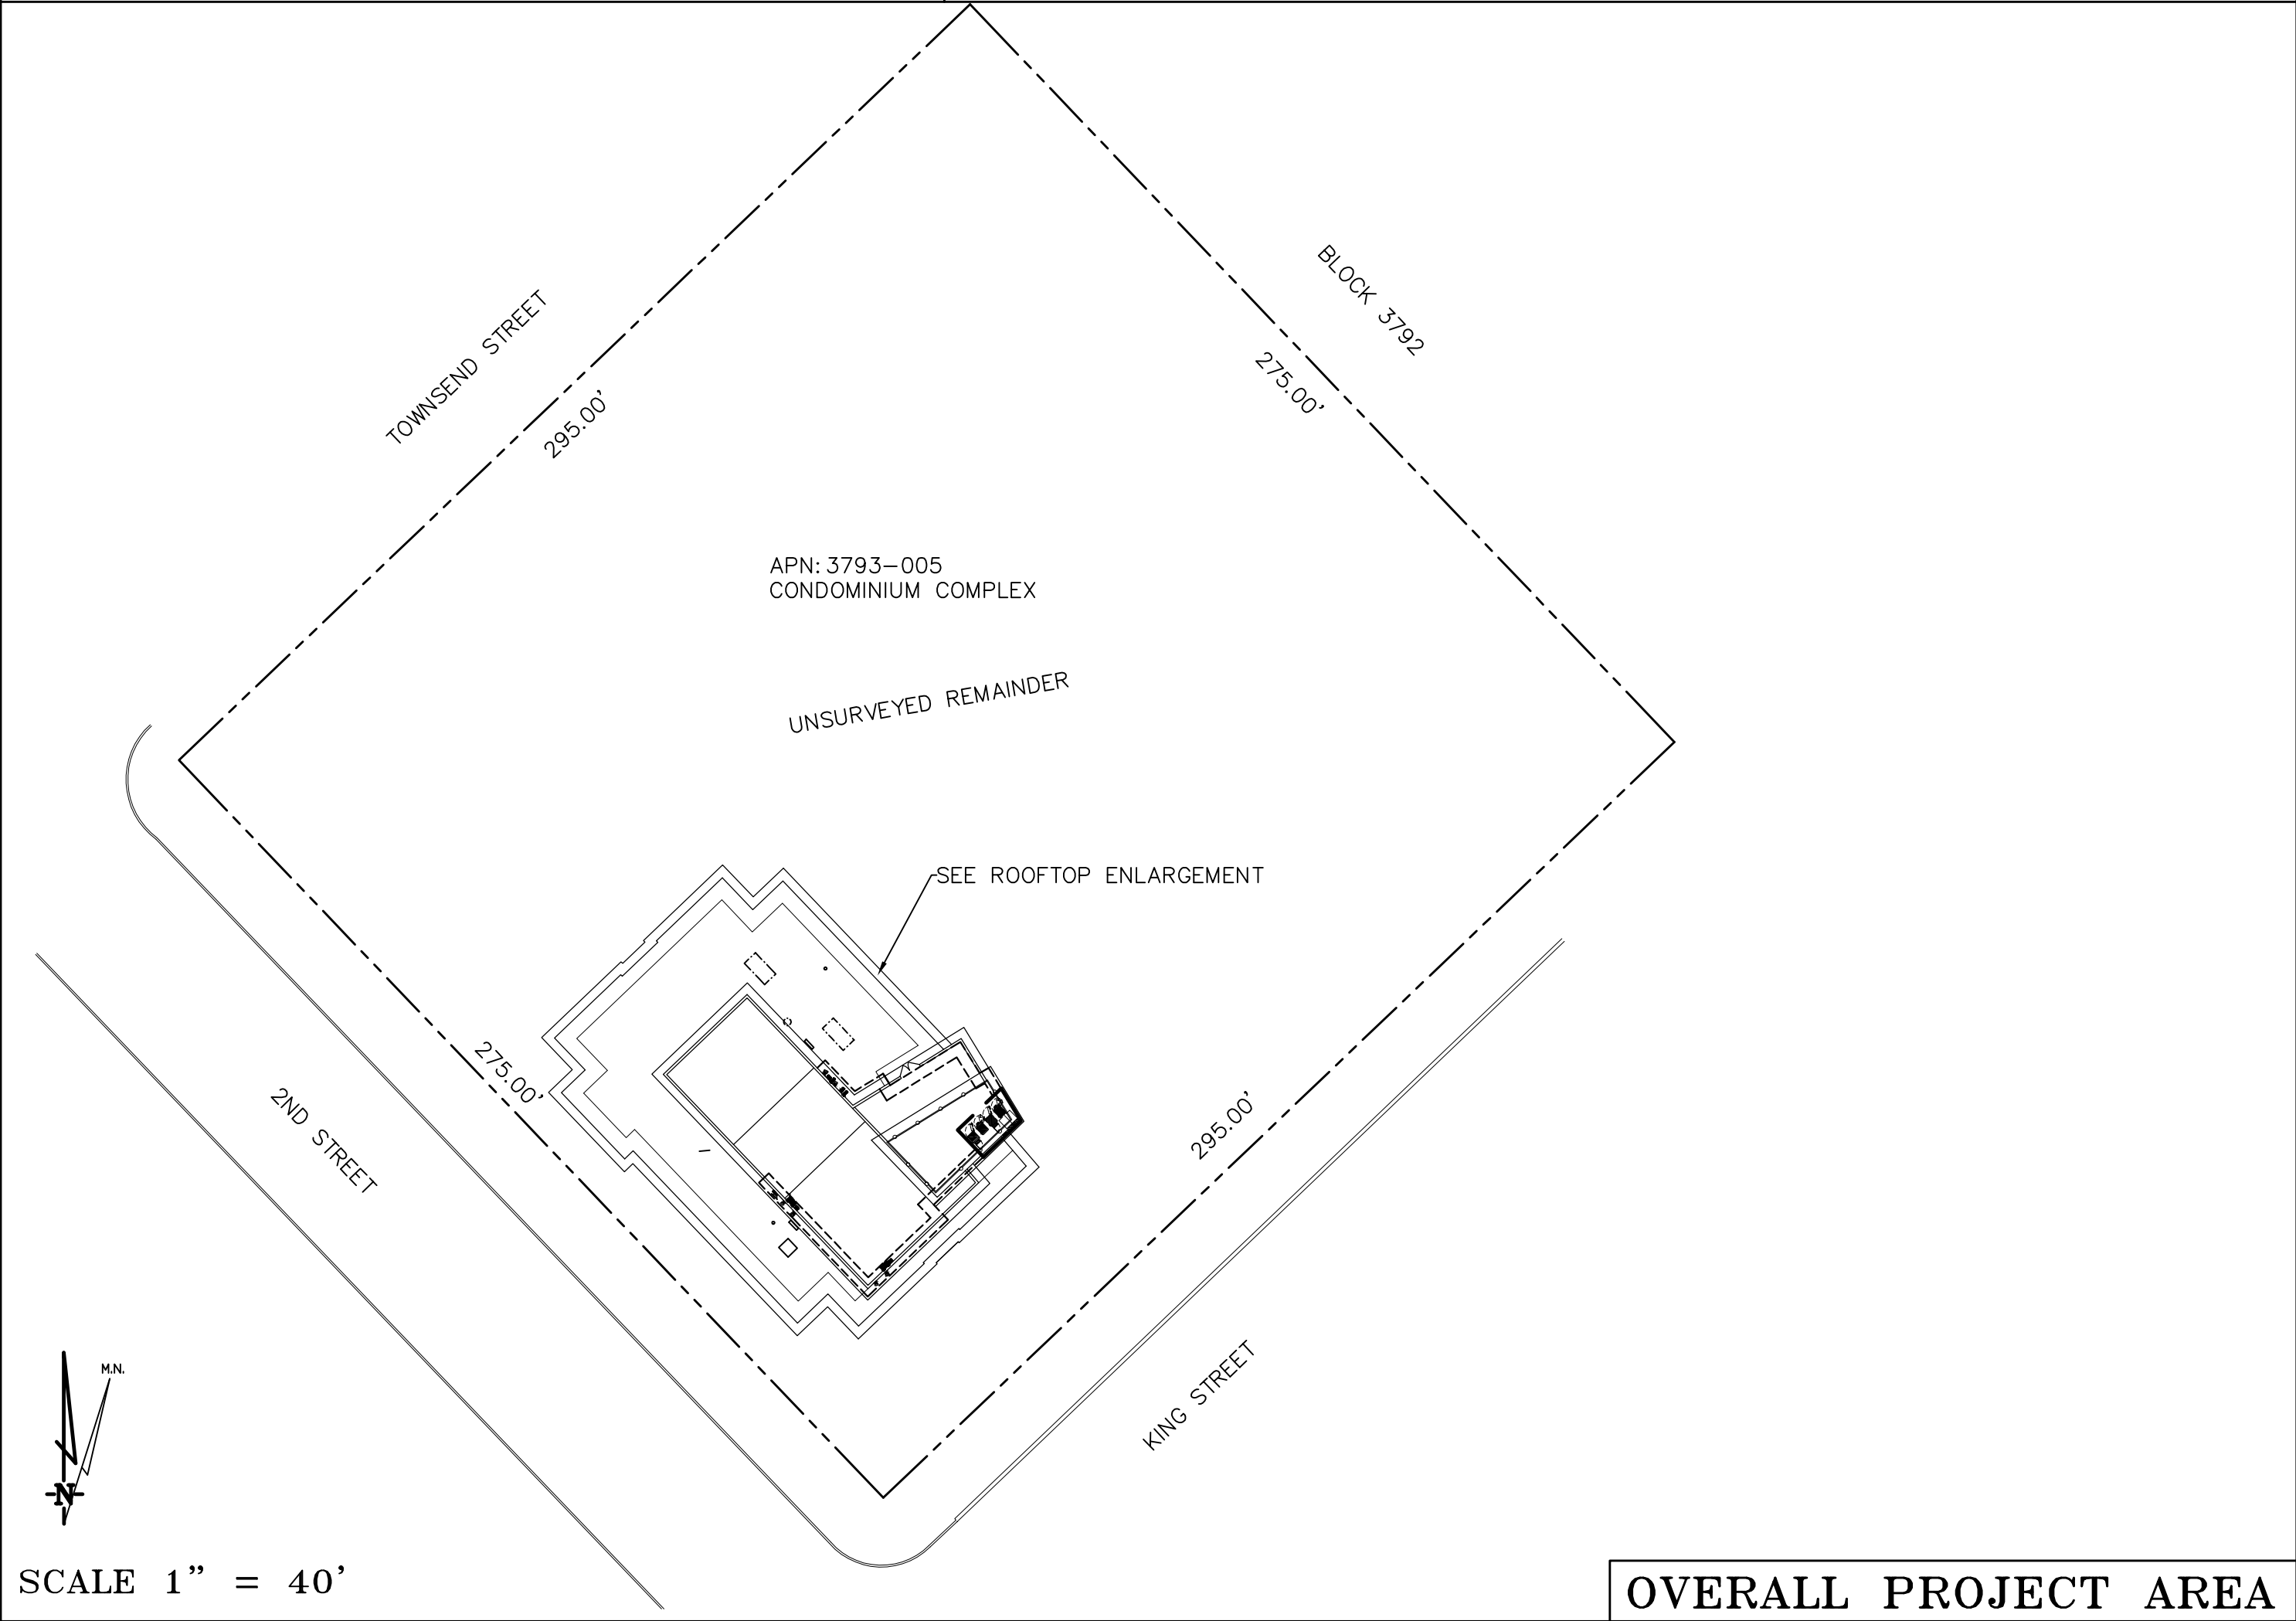 BLOCK 3792
TOWNSEND STREET
275.00'
295.00'
APN: 3793-005
CONDOMINIUM COMPLEX
UNSURVEYED REMAINDER
SEE ROOFTOP ENLARGEMENT
275.00'
2ND STREET
295.00'
KING STREET
M.N.
N
SCALE 1" = 40'
OVERALL PROJECT AREA